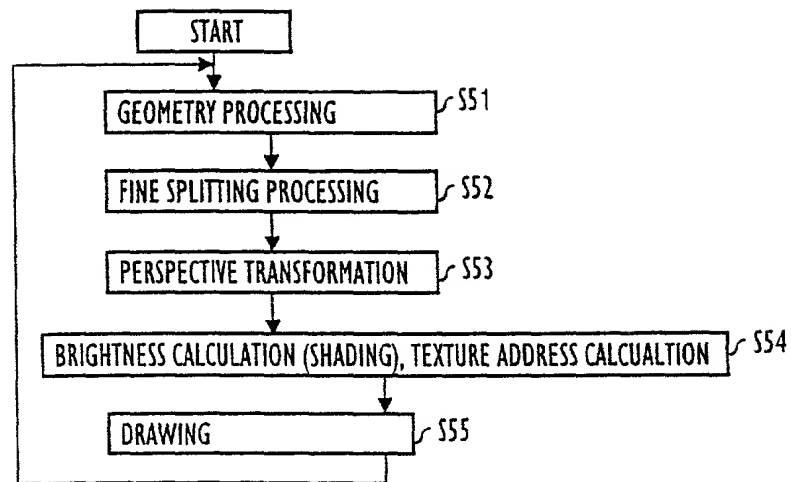 START
GEOMETRY PROCESSING
S51
FINE SPLITTING PROCESSING
S52
PERSPECTIVE TRANSFORMATION
S53
BRIGHTNESS CALCULATION (SHADING), TEXTURE ADDRESS CALCUALTION
S54
DRAWING
S55